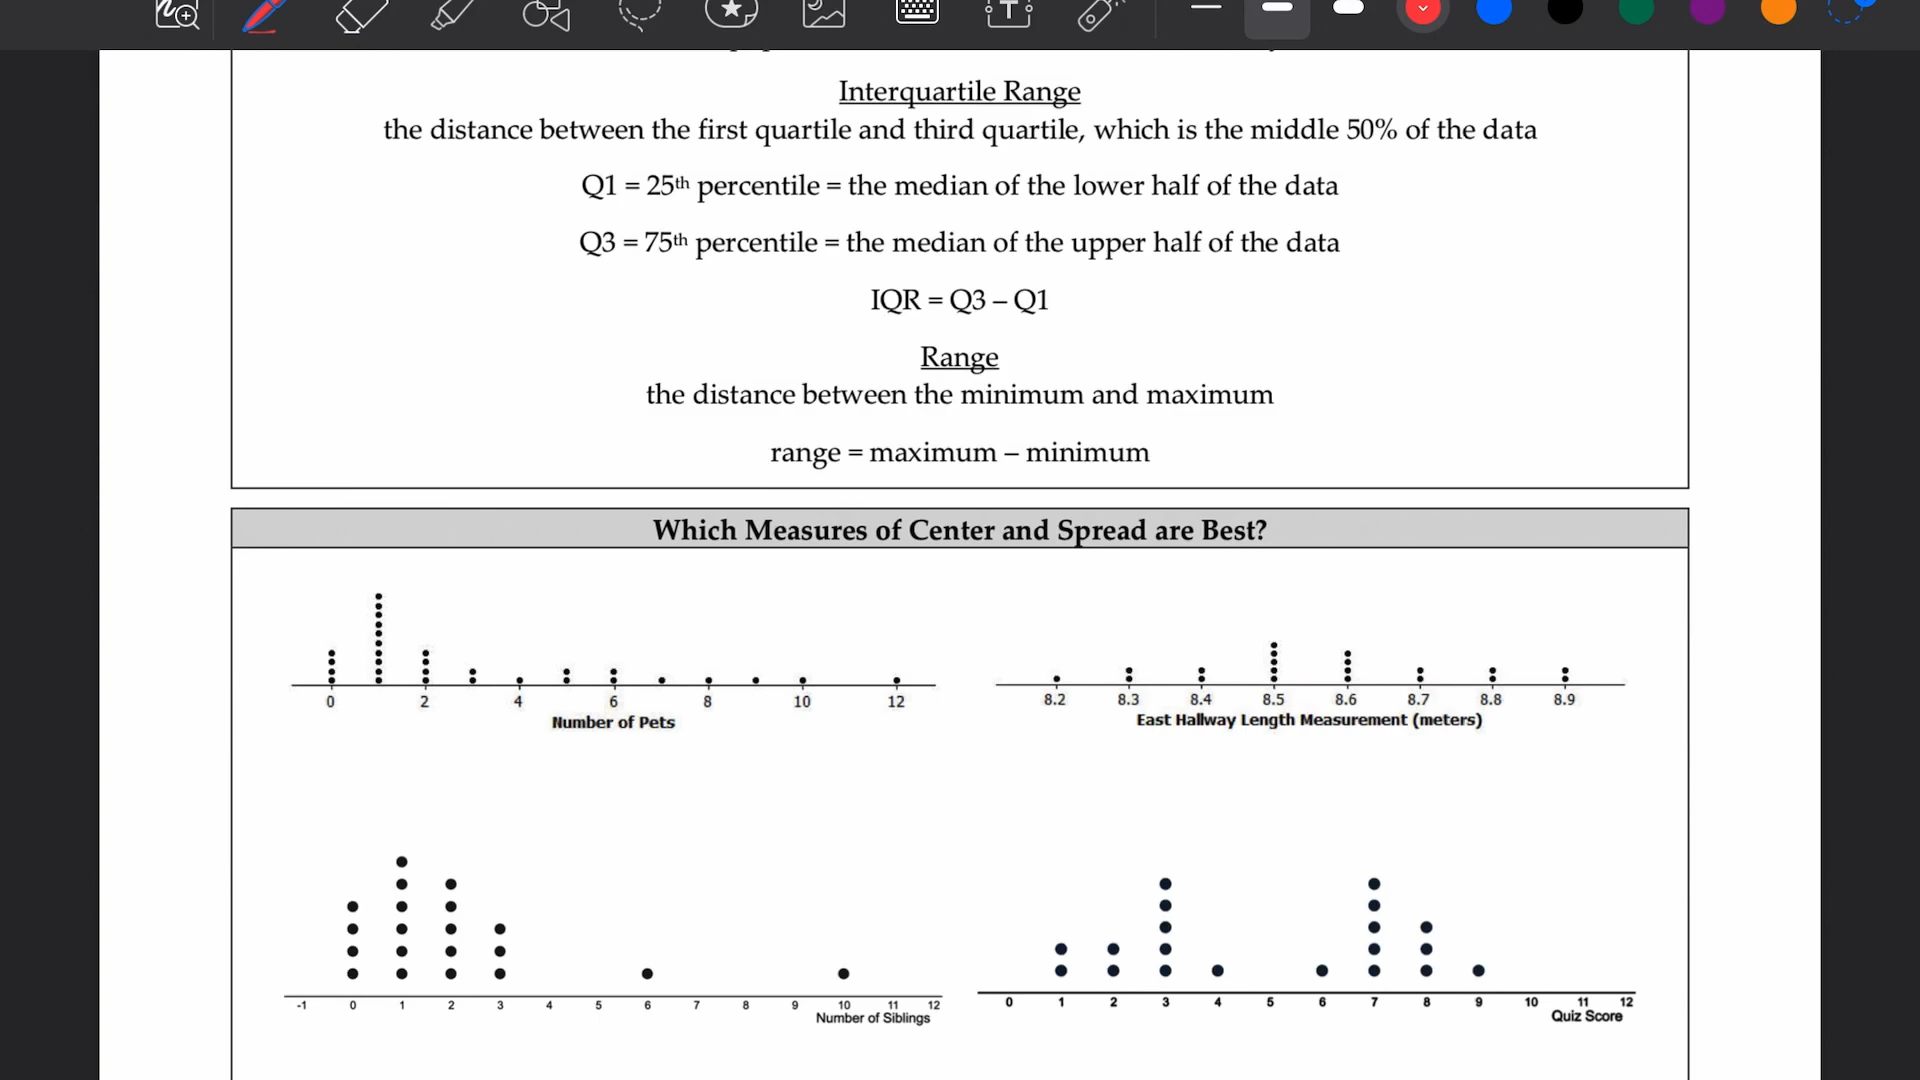 Interquartile Range
the distance between the first quartile and third quartile, which is the middle 50% of the data
Q1 = 25th percentile = the median of the lower half of the data
Q3 = 75th percentile = the median of the upper half of the data
IQR = Q3 – Q1
Range
the distance between the minimum and maximum
range = maximum – minimum
Which Measures of Center and Spread are Best?
0 2 4 6 8 10 12
Number of Pets
8.2 8.3 8.4 8.5 8.6 8.7 8.8 8.9
East Hallway Length Measurement (meters)
-1 0 1 2 3 4 5 6 7 8 9 10 11 12
Number of Siblings
0 1 2 3 4 5 6 7 8 9 10 11 12
Quiz Score